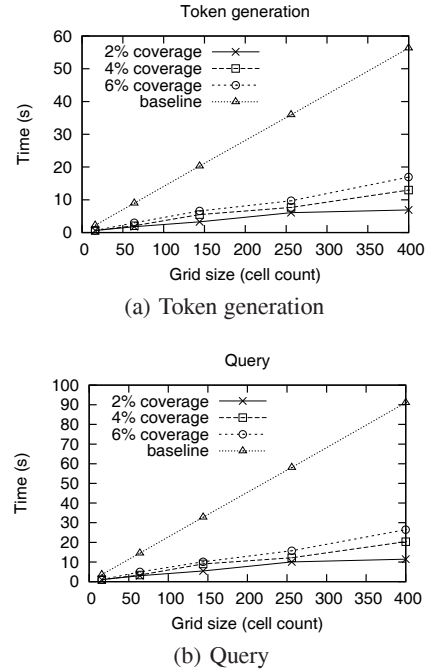 Token generation
60
50
40
30
20
10
0
Time (s)
2% coverage
4% coverage
6% coverage
baseline
0 50 100 150 200 250 300 350 400
Grid size (cell count)
(a) Token generation
Query
100
90
80
70
60
50
40
30
20
10
0
Time (s)
2% coverage
4% coverage
6% coverage
baseline
0 50 100 150 200 250 300 350 400
Grid size (cell count)
(b) Query